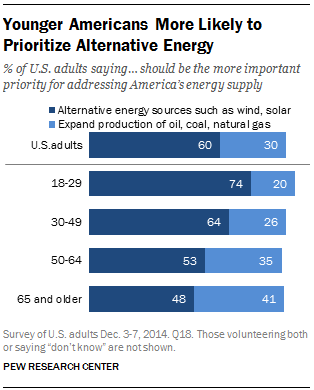 Younger Americans More Likely to
Prioritize Alternative Energy
% of U.S. adults saying... should be the more important
priority for addressing America's energy supply
Alternative energy sources such as wind, solar
Expand production of oil, coal, natural gas
U.S.adults 60 30
18-29 74 20
30-49 64 26
50-64 53 35
65 and older 48 41
Survey of U.S. adults Dec. 3-7, 2014. Q18. Those volunteering both
or saying “don’t know” are not shown.
PEW RESEARCH CENTER